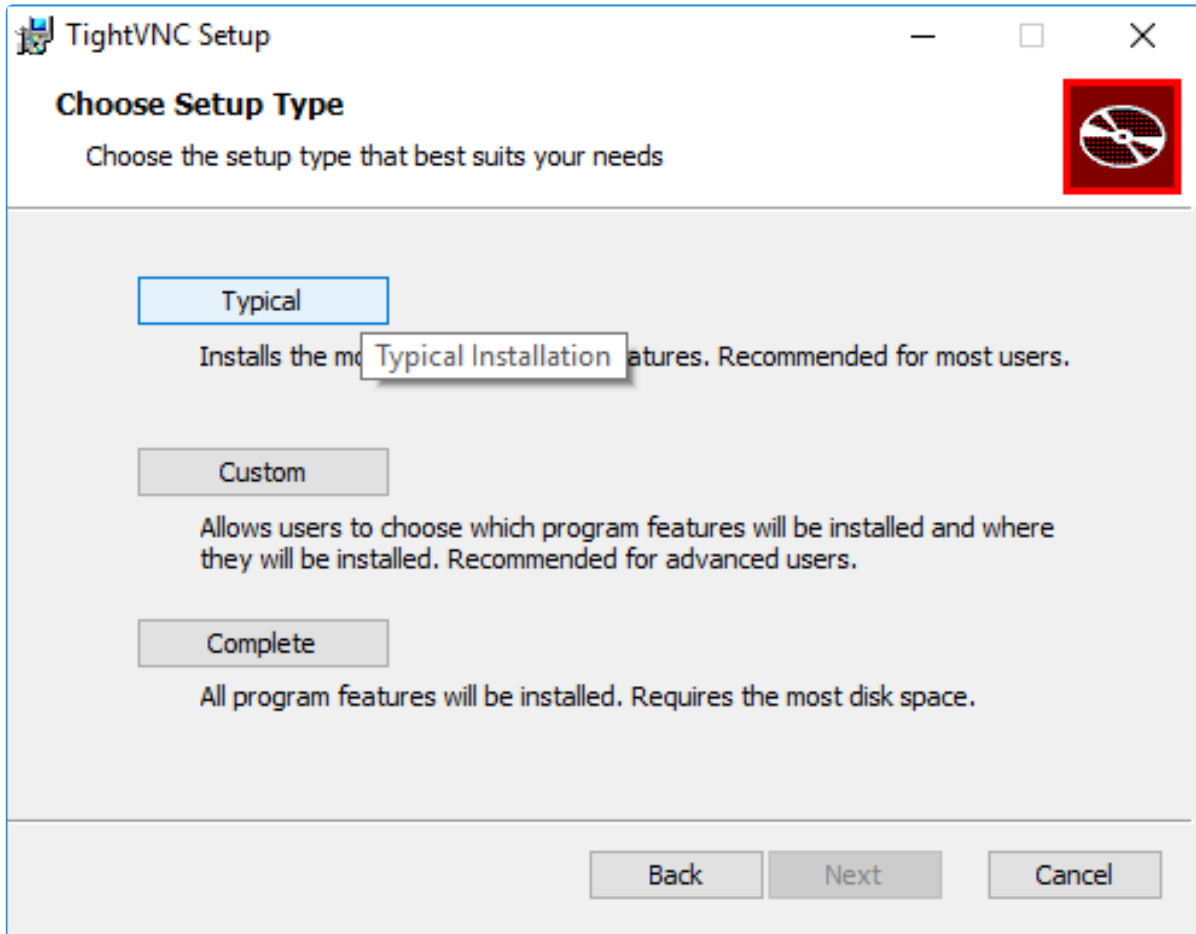 TightVNC Setup
Choose Setup Type
Choose the setup type that best suits your needs
Typical
Installs the mo
Typical Installation
atures. Recommended for most users.
Custom
Allows users to choose which program features will be installed and where
they will be installed. Recommended for advanced users.
Complete
All program features will be installed. Requires the most disk space.
Back Next Cancel